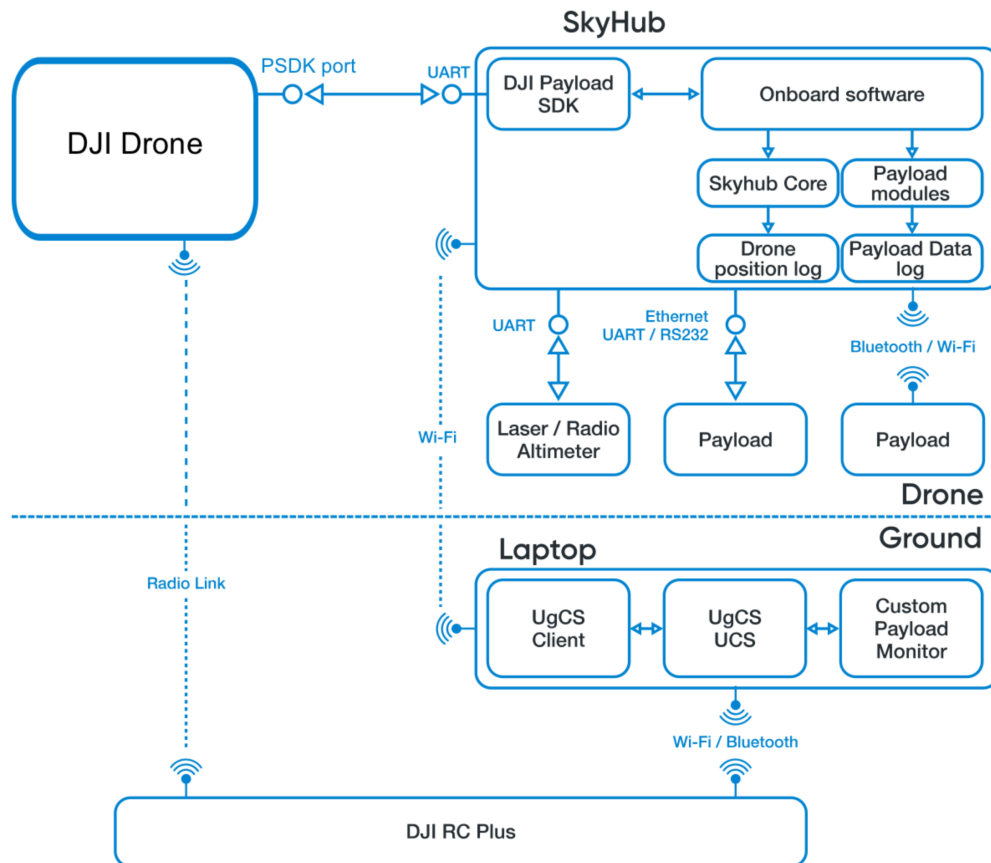 SkyHub
PSDK port
UART
DJI Drone
DJI Payload
SDK
Onboard software
Skyhub Core
Payload
modules
Drone
position log
Payload Data
log
UART
Ethernet
UART / RS232
Bluetooth / Wi-Fi
Wi-Fi
Laser / Radio
Altimeter
Payload
Payload
Drone
Ground
Laptop
Radio Link
UgCS
Client
UgCS
UCS
Custom
Payload
Monitor
Wi-Fi / Bluetooth
DJI RC Plus